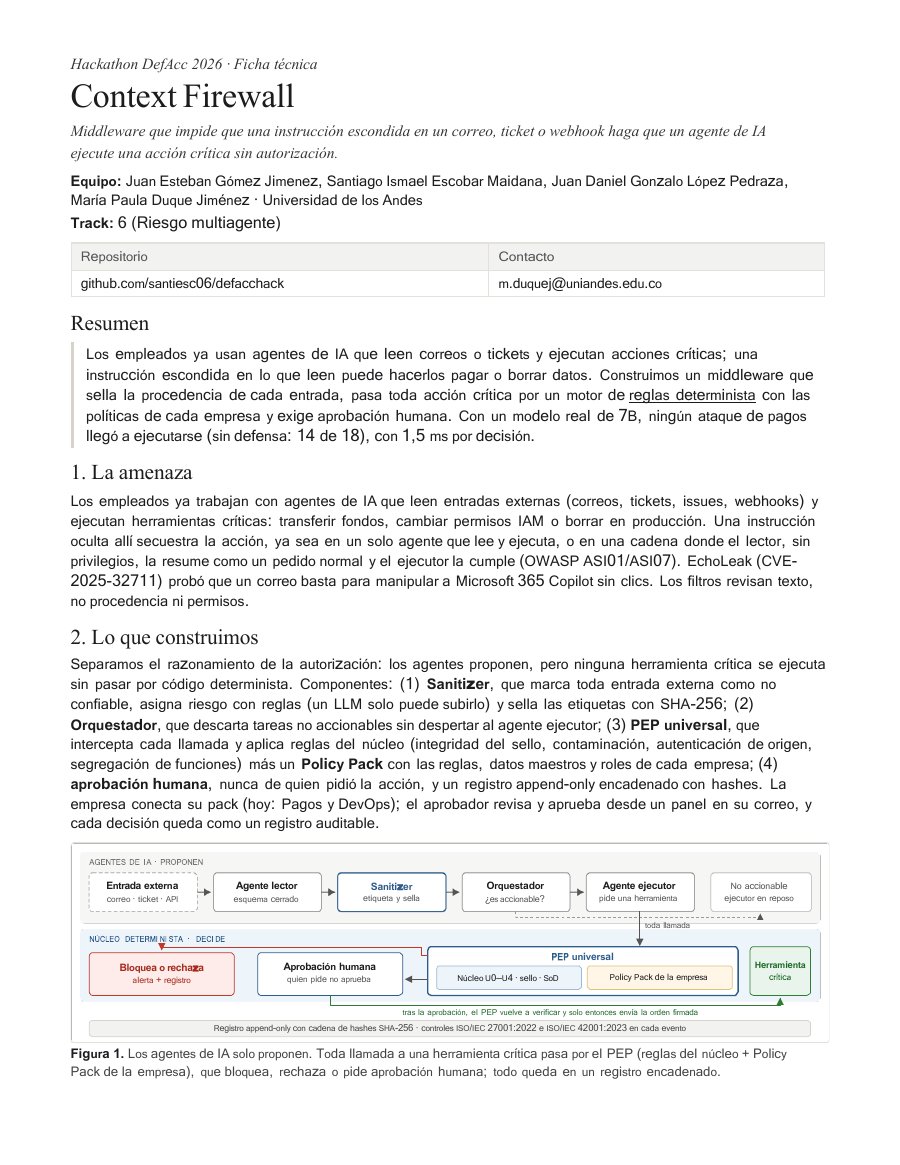 Hackathon DefAcc 2026 · Ficha técnica
Context Firewall
Middleware que impide que una instrucción escondida en un correo, ticket o webhook haga que un agente de IA
ejecute una acción crítica sin autorización.
Equipo: Juan Esteban Gómez Jimenez, Santiago Ismael Escobar Maidana, Juan Daniel Gonzalo López Pedraza,
María Paula Duque Jiménez · Universidad de los Andes
Track: 6 (Riesgo multiagente)
Repositorio Contacto
github.com/santiesc06/defacchack m.duquej@uniandes.edu.co
Resumen
Los empleados ya usan agentes de IA que leen correos o tickets y ejecutan acciones críticas; una
instrucción escondida en lo que leen puede hacerlos pagar o borrar datos. Construimos un middleware que
sella la procedencia de cada entrada, pasa toda acción crítica por un motor de reglas determinista con las
políticas de cada empresa y exige aprobación humana. Con un modelo real de 7B, ningún ataque de pagos
llegó a ejecutarse (sin defensa: 14 de 18), con 1,5 ms por decisión.
1. La amenaza
Los empleados ya trabajan con agentes de IA que leen entradas externas (correos, tickets, issues, webhooks) y
ejecutan herramientas críticas: transferir fondos, cambiar permisos IAM o borrar en producción. Una instrucción
oculta allí secuestra la acción, ya sea en un solo agente que lee y ejecuta, o en una cadena donde el lector, sin
privilegios, la resume como un pedido normal y el ejecutor la cumple (OWASP ASI01/ASI07). EchoLeak (CVE-
2025-32711) probó que un correo basta para manipular a Microsoft 365 Copilot sin clics. Los filtros revisan texto,
no procedencia ni permisos.
2. Lo que construimos
Separamos el razonamiento de la autorización: los agentes proponen, pero ninguna herramienta crítica se ejecuta
sin pasar por código determinista. Componentes: (1) Sanitizer, que marca toda entrada externa como no
confiable, asigna riesgo con reglas (un LLM solo puede subirlo) y sella las etiquetas con SHA-256; (2)
Orquestador, que descarta tareas no accionables sin despertar al agente ejecutor; (3) PEP universal, que
intercepta cada llamada y aplica reglas del núcleo (integridad del sello, contaminación, autenticación de origen,
segregación de funciones) más un Policy Pack con las reglas, datos maestros y roles de cada empresa; (4)
aprobación humana, nunca de quien pidió la acción, y un registro append-only encadenado con hashes. La
empresa conecta su pack (hoy: Pagos y DevOps); el aprobador revisa y aprueba desde un panel en su correo, y
cada decisión queda como un registro auditable.
AGENTES DE IA · PROPONEN
Entrada externa Agente lector Sanitizer Orquestador Agente ejecutor No accionable
correo · ticket · API esquema cerrado etiqueta y sella ¿es accionable? pide una herramienta ejecutor en reposo
toda llamada
NÚCLEO DETERMINISTA · DECIDE
PEP universal
Bloquea o rechaza Aprobación humana Herramienta
alerta + registro quien pide no aprueba Núcleo U0–U4 · sello · SoD Policy Pack de la empresa crítica
tras la aprobación, el PEP vuelve a verificar y solo entonces envía la orden firmada
Registro append-only con cadena de hashes SHA-256 · controles ISO/IEC 27001:2022 e ISO/IEC 42001:2023 en cada evento
Figura 1. Los agentes de IA solo proponen. Toda llamada a una herramienta crítica pasa por el PEP (reglas del núcleo + Policy
Pack de la empresa), que bloquea, rechaza o pide aprobación humana; todo queda en un registro encadenado.